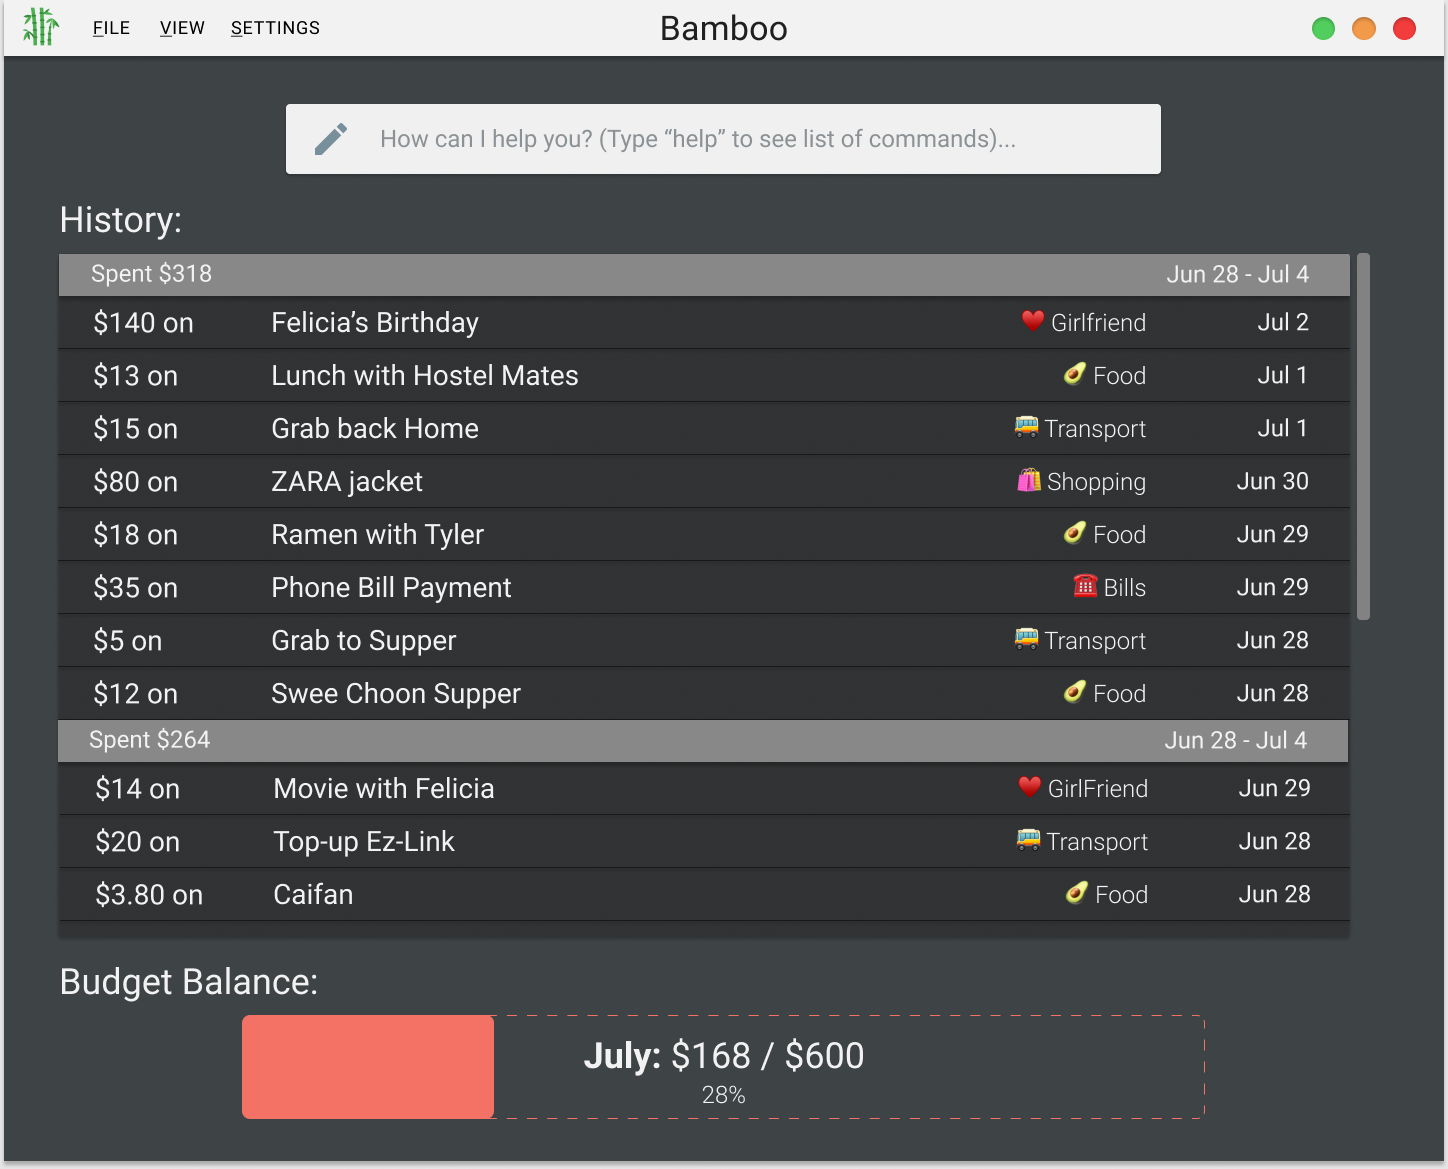 FILE VIEW SETTINGS Bamboo
How can I help you? (Type “help” to see list of commands)...
History:
Spent $318 Jun 28 - Jul 4
$140 on Felicia’s Birthday Girlfriend Jul 2
$13 on Lunch with Hostel Mates Food Jul 1
$15 on Grab back Home Transport Jul 1
$80 on ZARA jacket Shopping Jun 30
$18 on Ramen with Tyler Food Jun 29
$35 on Phone Bill Payment Bills Jun 29
$5 on Grab to Supper Transport Jun 28
$12 on Swee Choon Supper Food Jun 28
Spent $264 Jun 28 - Jul 4
$14 on Movie with Felicia GirlFriend Jun 29
$20 on Top-up Ez-Link Transport Jun 28
$3.80 on Caifan Food Jun 28
Budget Balance:
July: $168 / $600
28%